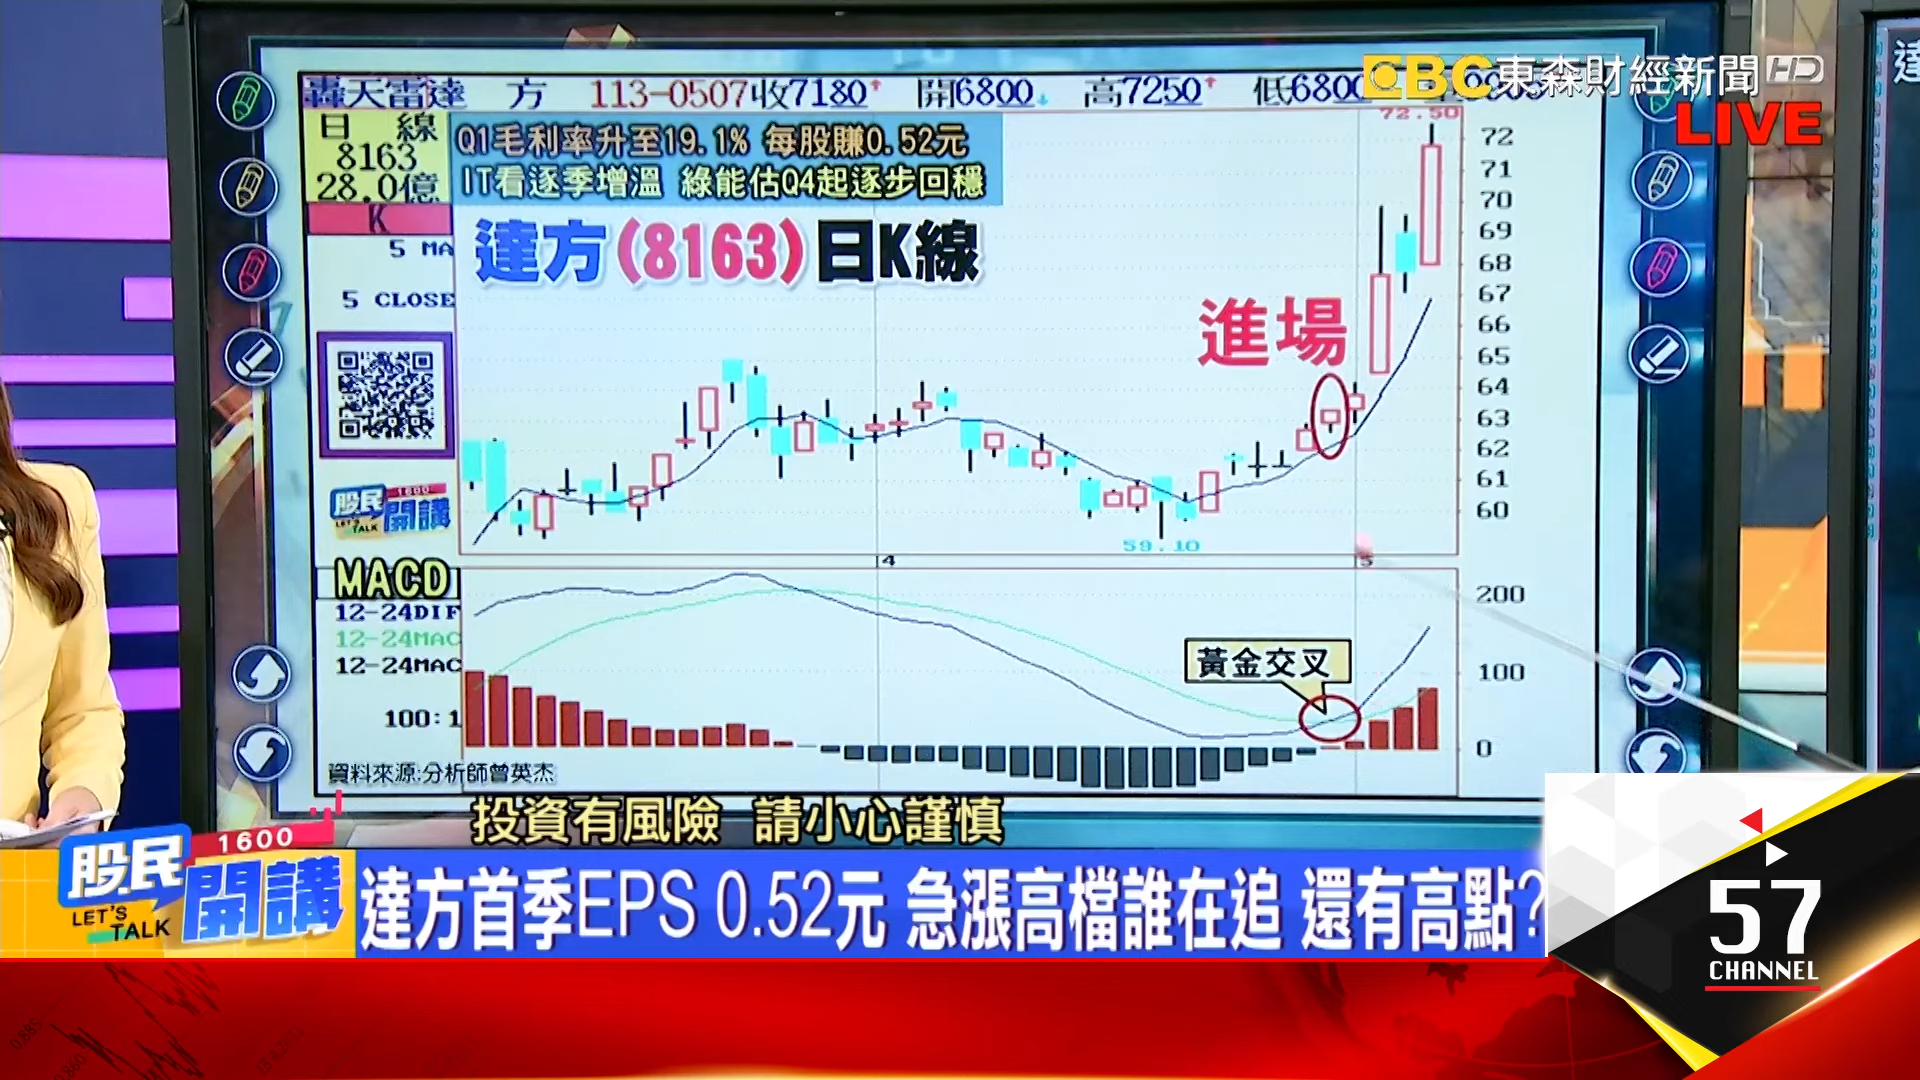 轟天雷達 方 113-0507收7180↑ 開6800↓ 高7250↑ 低6800
EBC 東森財經新聞 HD
LIVE
日 線
8163
28.0億
K
5 MA
5 CLOSE
Q1毛利率升至19.1% 每股賺0.52元
IT看逐季增溫 綠能估Q4起逐步回穩
達方(8163)日K線
進場
72.50
72
71
70
69
68
67
66
65
64
63
62
61
60
59.10
4
5
股民 1600
LET'S TALK 開講
MACD
12-24DIF
12-24MAC
12-24MAC
100:1
200
100
0
黃金交叉
資料來源:分析師曾英杰
投資有風險 請小心謹慎
股民 1600
LET'S TALK 開講
達方首季EPS 0.52元 急漲高檔誰在追 還有高點?
57
CHANNEL
達